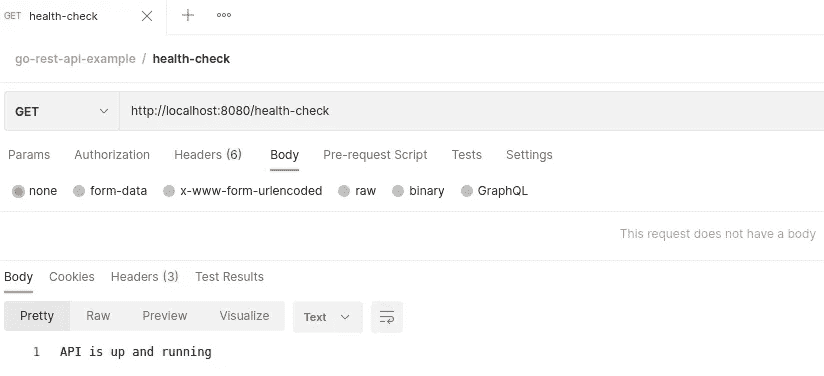 GET health-check
go-rest-api-example / health-check
GET http://localhost:8080/health-check
Params Authorization Headers (6) Body Pre-request Script Tests Settings
none form-data x-www-form-urlencoded raw binary GraphQL
This request does not have a body
Body Cookies Headers (3) Test Results
Pretty Raw Preview Visualize Text
1 API is up and running